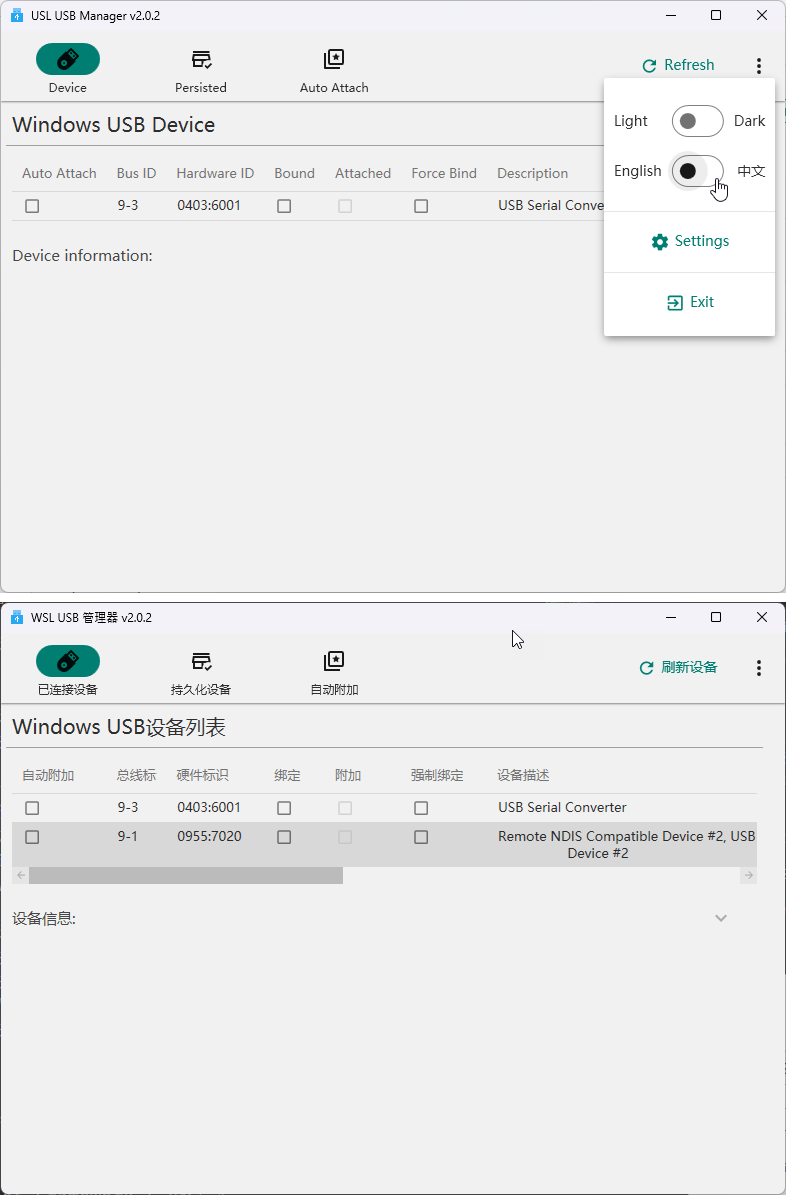 USL USB Manager v2.0.2
Device Persisted Auto Attach Refresh
Windows USB Device
Light Dark
English 中文
Settings
Exit
Auto Attach Bus ID Hardware ID Bound Attached Force Bind Description
9-3 0403:6001 USB Serial Conve
Device information:
WSL USB 管理器 v2.0.2
已连接设备 持久化设备 自动附加 刷新设备
Windows USB设备列表
自动附加 总线标 硬件标识 绑定 附加 强制绑定 设备描述
9-3 0403:6001 USB Serial Converter
9-1 0955:7020 Remote NDIS Compatible Device #2, USB
Device #2
设备信息: